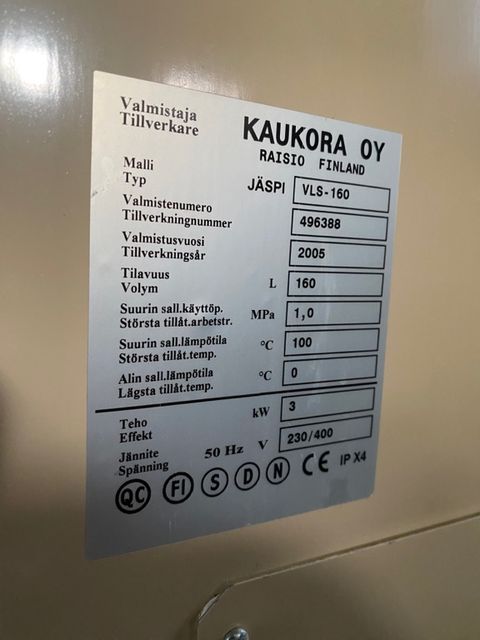 Valmistaja
Tillverkare
KAUKORA OY
RAISIO FINLAND
Malli
Typ
JÄSPI VLS-160
Valmistenumero
Tillverkningnummer
496388
Valmistusvuosi
Tillverkningsår
2005
Tilavuus
Volym
L 160
Suurin sall.käyttöp.
Största tillåt.arbetstr.
MPa 1,0
Suurin sall.lämpötila
Största tillåt.temp.
°C 100
Alin sall.lämpötila
Lägsta tillåt.temp.
°C 0
Teho
Effekt
kW 3
Jännite
Spänning
50 Hz V 230/400
QC FI S D N CE IP X4